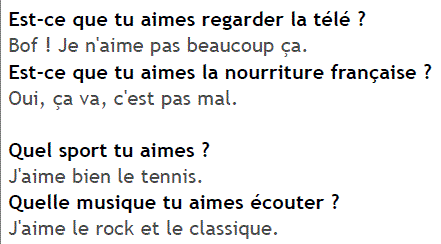 Est-ce que tu aimes regarder la télé ?
Bof ! Je n'aime pas beaucoup ça.
Est-ce que tu aimes la nourriture française ?
Oui, ça va, c'est pas mal.
Quel sport tu aimes ?
J'aime bien le tennis.
Quelle musique tu aimes écouter ?
J'aime le rock et le classique.